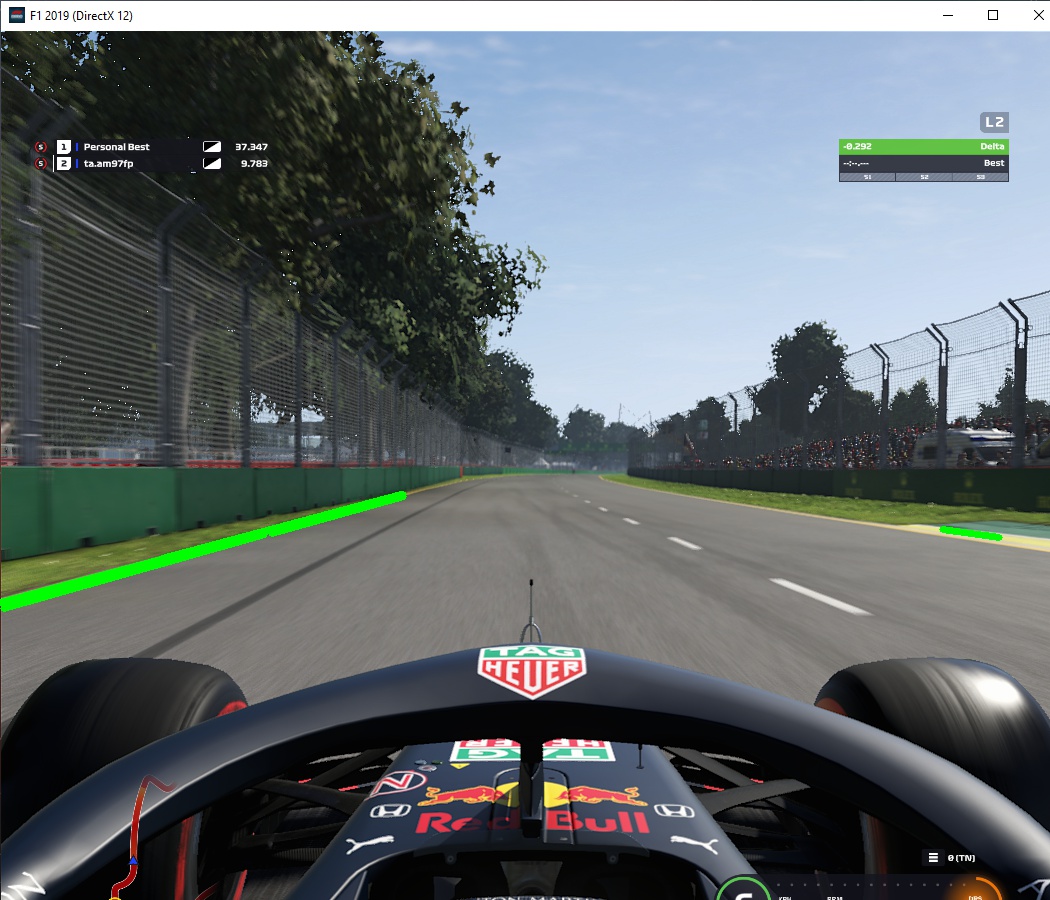 F1 2019 (DirectX 12)
L2
S 1 Personal Best 37.347
S 2 ta.am97fp 9.783
-0.292 Delta
--:--.--- Best
S1 S2 S3
TAG
HEUER
TAG
Red Bull
0 (TN)